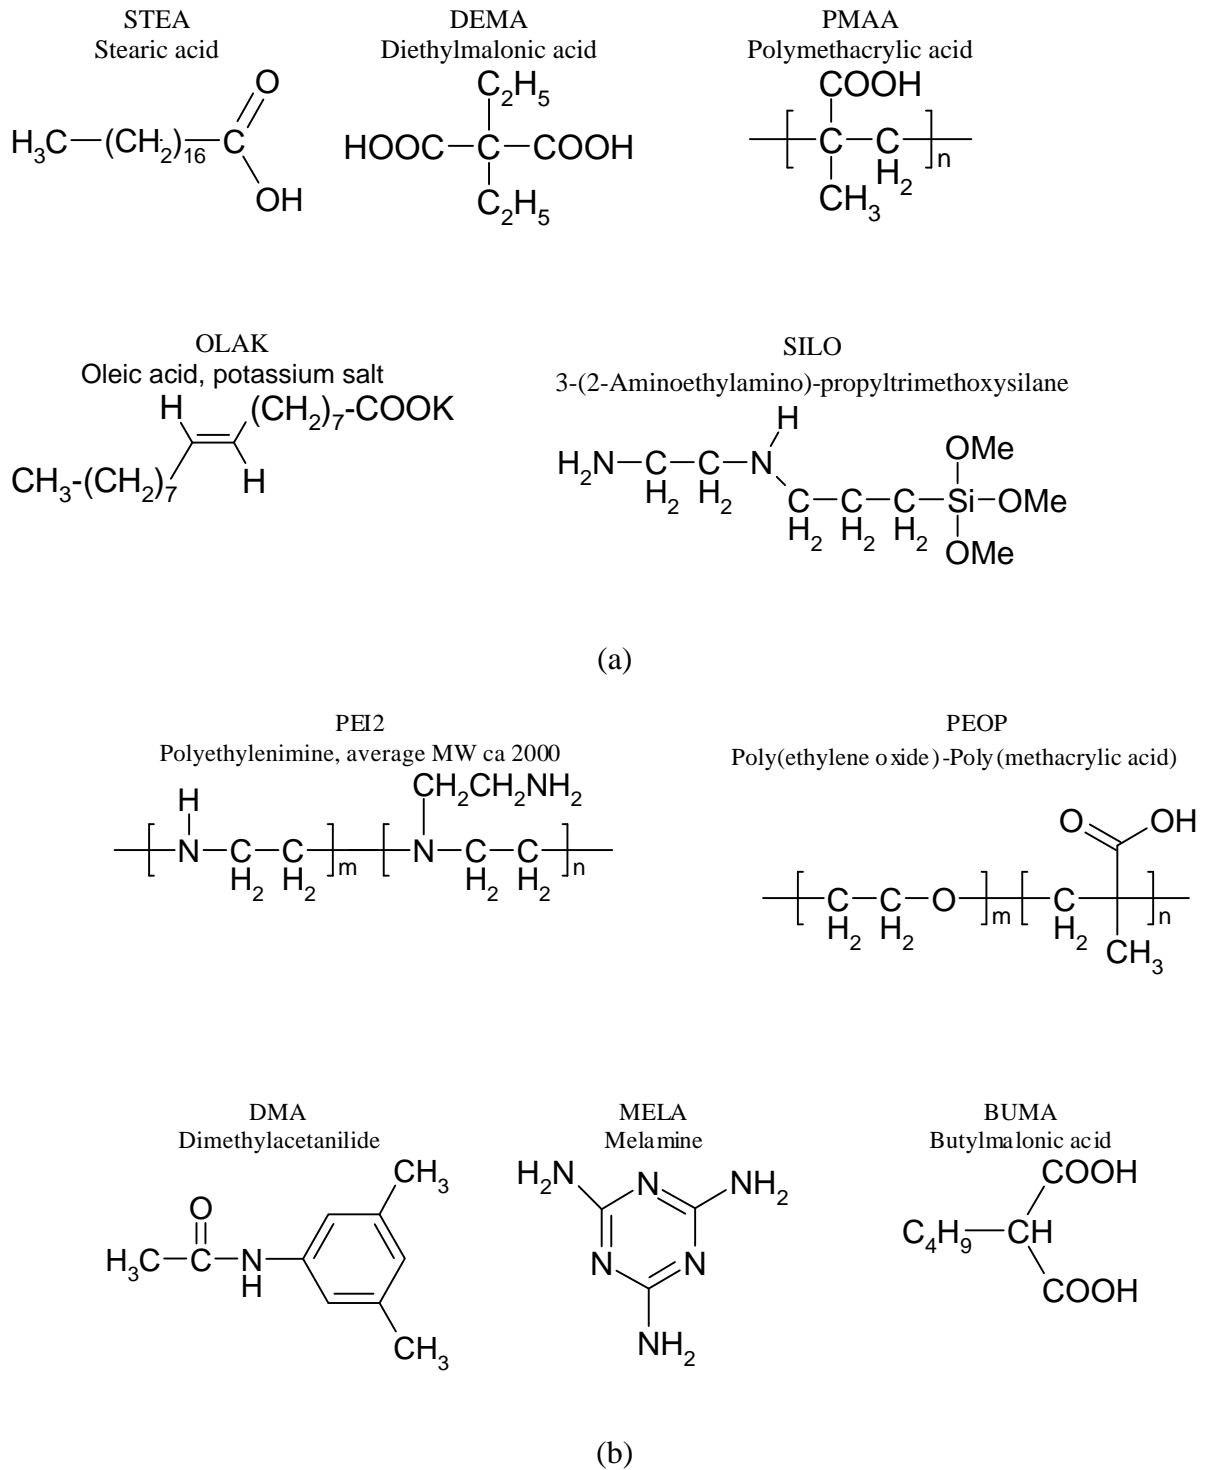 STEA
Stearic acid
O
H3C (CH2)16 C
OH
DEMA
Diethylmalonic acid
C2H5
HOOC C COOH
C2H5
PMAA
Polymethacrylic acid
COOH
[ C C ] n
H2
CH3
OLAK
Oleic acid, potassium salt
H (CH2)7-COOK
CH3-(CH2)7 H
SILO
3-(2-Aminoethylamino)-propyltrimethoxysilane
H
H2N C C N OMe
H2 H2
C C C Si OMe
H2 H2 H2
OMe
(a)
PEI2
Polyethylenimine, average MW ca 2000
CH2CH2NH2
H
[ N C C ] m [ N C C ] n
H2 H2 H2 H2
PEOP
Poly(ethylene oxide)-Poly(methacrylic acid)
O OH
[ C C O ] m [ C ] n
H2 H2 H2
CH3
DMA
Dimethylacetanilide
CH3
O
H3C C N
H
CH3
MELA
Melamine
H2N N NH2
N N
NH2
BUMA
Butylmalonic acid
COOH
C4H9 CH
COOH
(b)